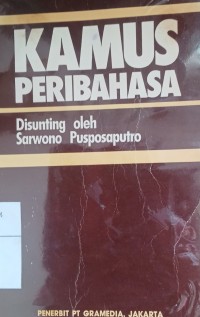 KAMUS
PERIBAHASA
Disunting oleh
Sarwono Pusposaputro
PENERBIT PT GRAMEDIA, JAKARTA